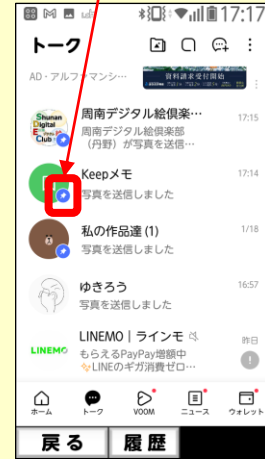 17:17
トーク
AD・アルファマンシ…
資料請求受付開始
Shunan Digital E Club
周南デジタル絵倶楽…
17:15
周南デジタル絵倶楽部
（丹野）が写真を送信…
Keepメモ
17:14
写真を送信しました
私の作品達 (1)
1/18
写真を送信しました
ゆきろう
16:57
写真を送信しました
LINEMO
LINEMO｜ラインモ
昨日
もらえるPayPay増額中
✨LINEのギガ消費ゼロ…
ホーム
トーク
VOOM
ニュース
ウォレット
戻る
履歴